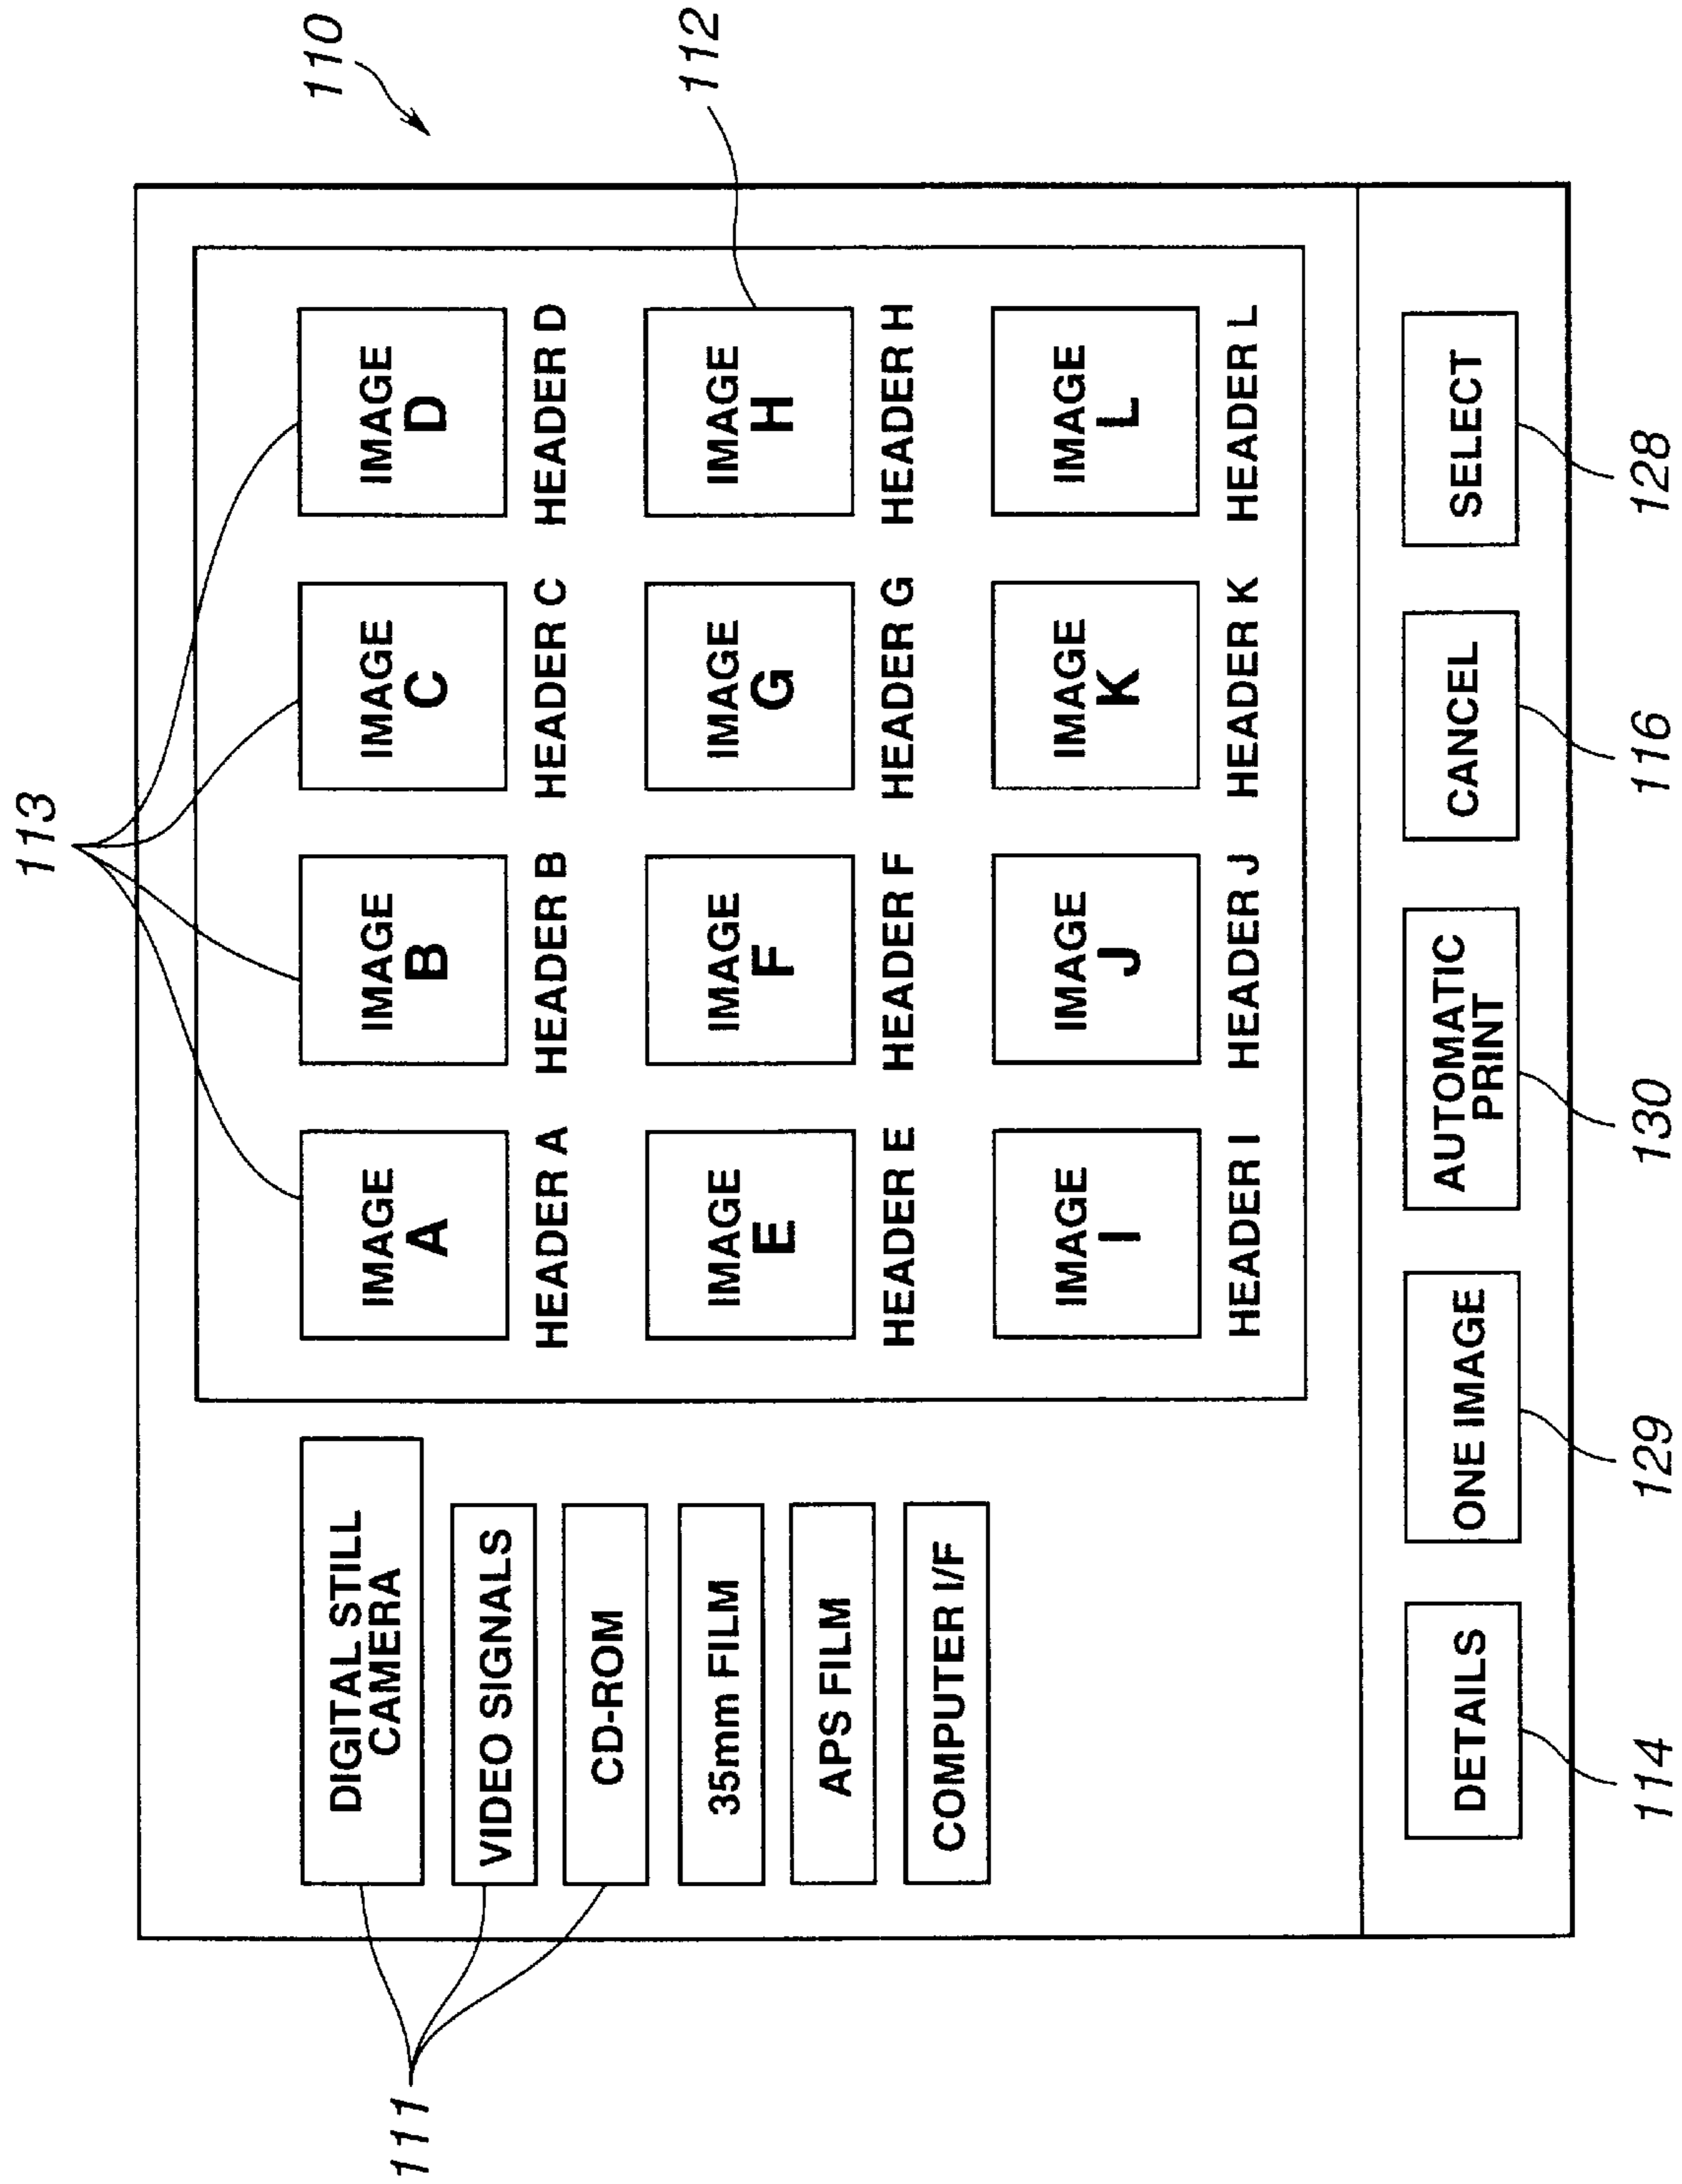 110
113
112
111
DIGITAL STILL
CAMERA
VIDEO SIGNALS
CD-ROM
35mm FILM
APS FILM
COMPUTER I/F
IMAGE
A
HEADER A
IMAGE
B
HEADER B
IMAGE
C
HEADER C
IMAGE
D
HEADER D
IMAGE
E
HEADER E
IMAGE
F
HEADER F
IMAGE
G
HEADER G
IMAGE
H
HEADER H
IMAGE
I
HEADER I
IMAGE
J
HEADER J
IMAGE
K
HEADER K
IMAGE
L
HEADER L
DETAILS
ONE IMAGE
AUTOMATIC
PRINT
CANCEL
SELECT
114
129
130
116
128